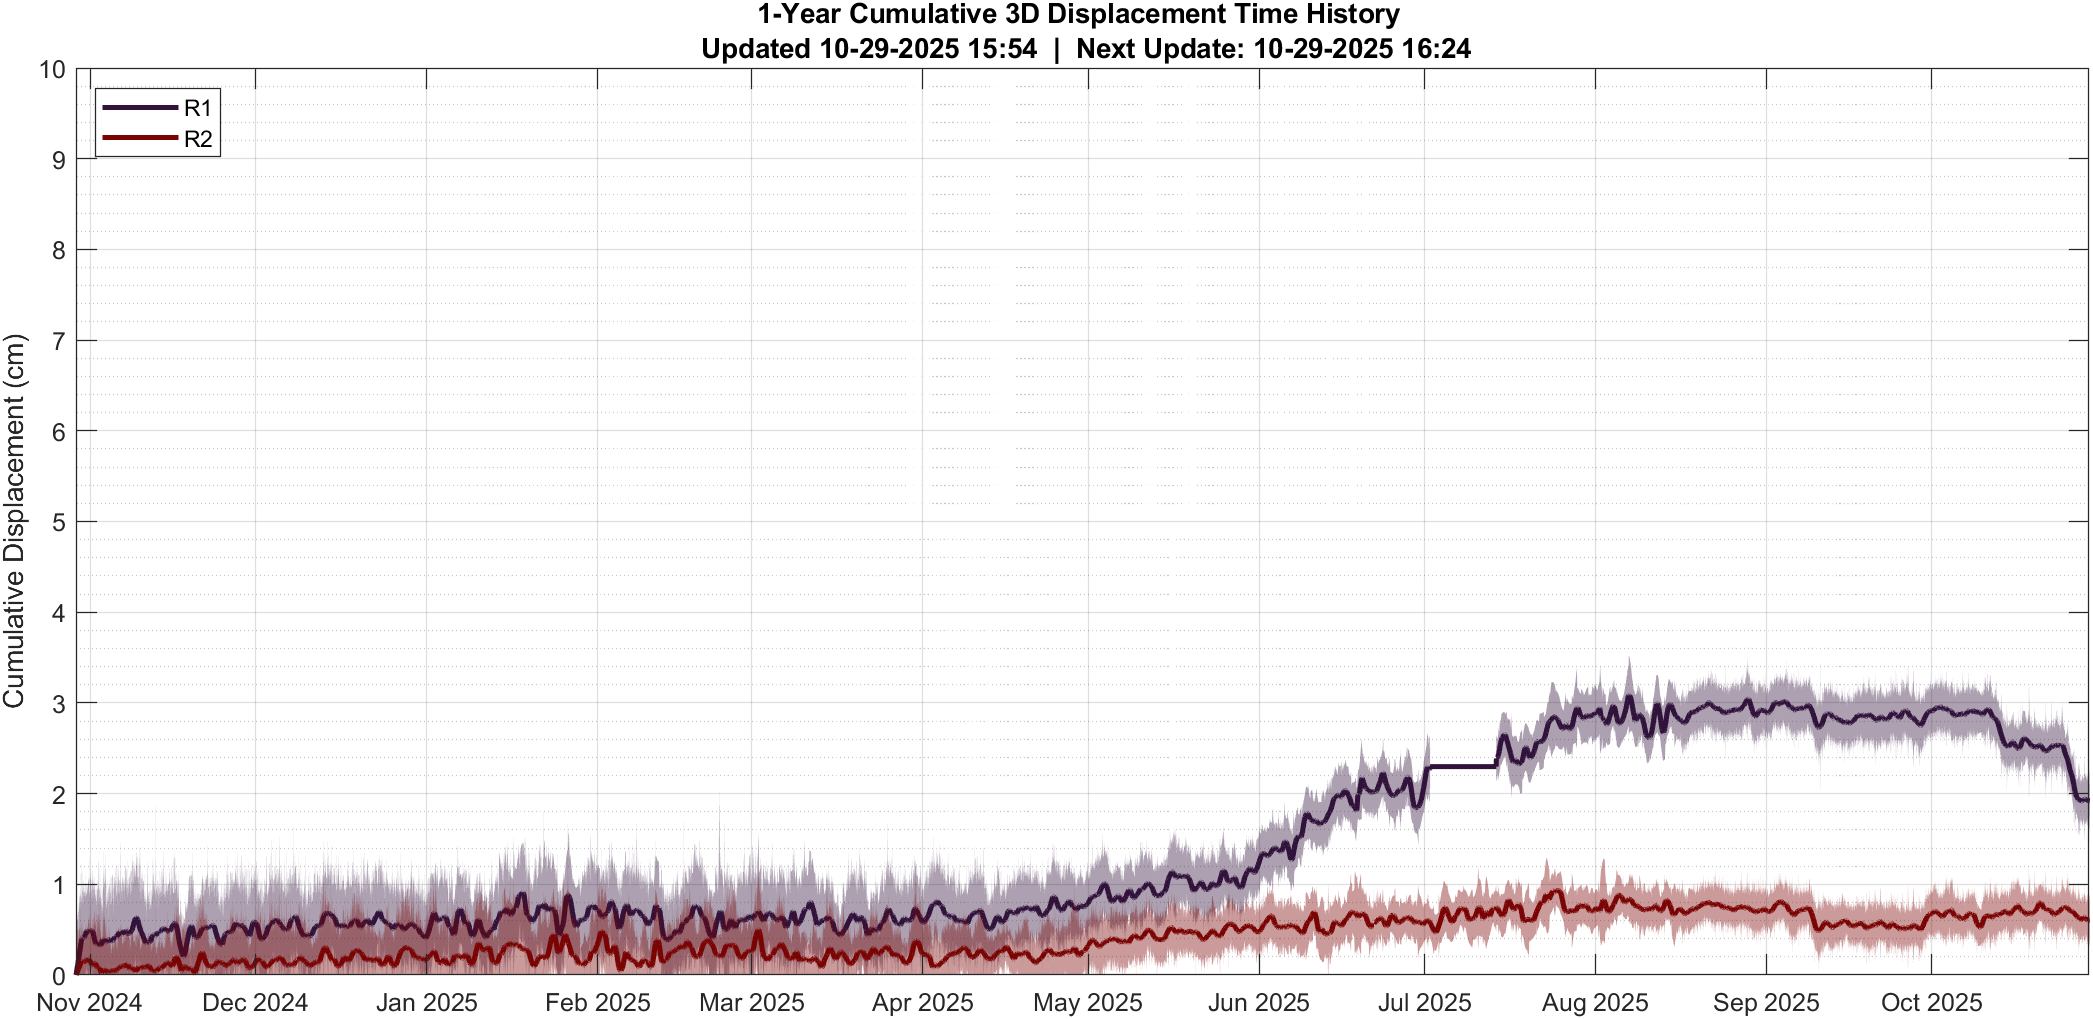 1-Year Cumulative 3D Displacement Time History
Updated 10-29-2025 15:54 | Next Update: 10-29-2025 16:24
R1
R2
Cumulative Displacement (cm)
10
9
8
7
6
5
4
3
2
1
0
Nov 2024 Dec 2024 Jan 2025 Feb 2025 Mar 2025 Apr 2025 May 2025 Jun 2025 Jul 2025 Aug 2025 Sep 2025 Oct 2025